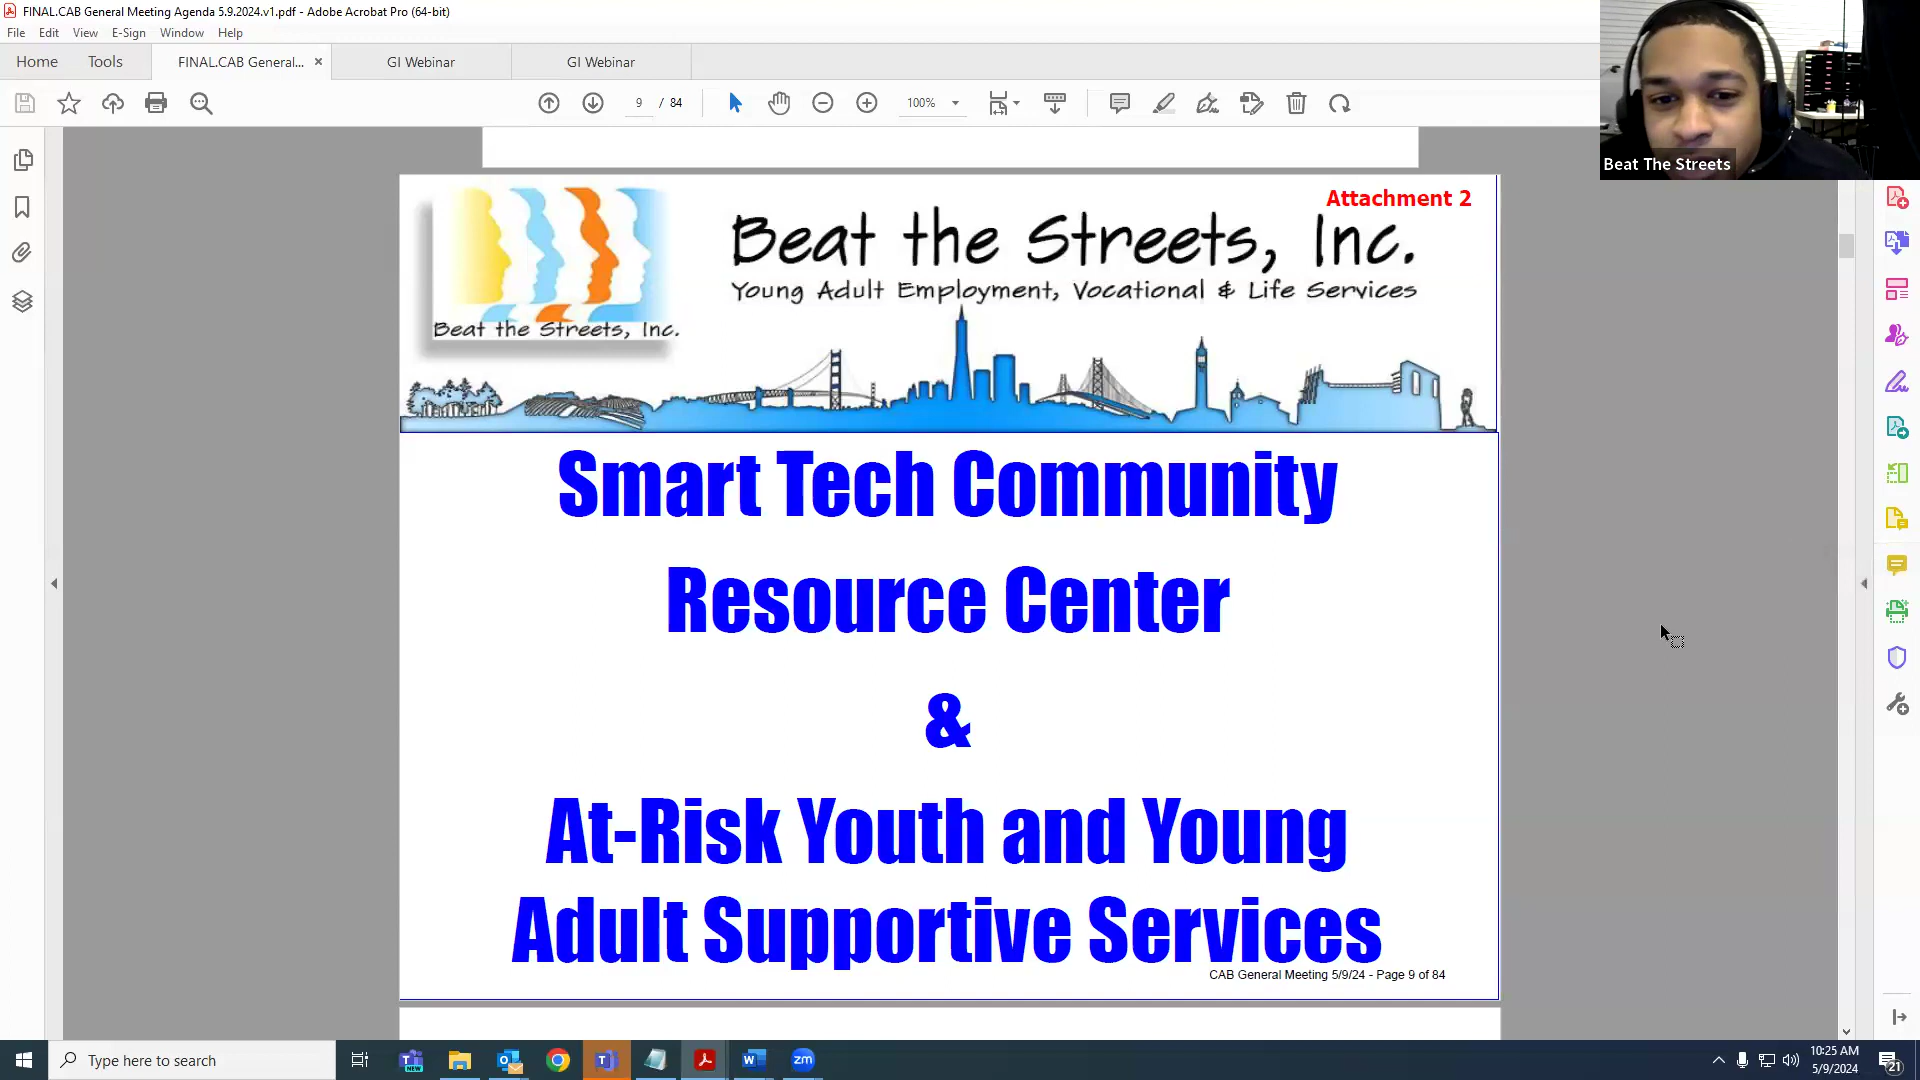 FINAL.CAB General Meeting Agenda 5.9.2024.v1.pdf - Adobe Acrobat Pro (64-bit)
File Edit View E-Sign Window Help
Home Tools FINAL.CAB General... × GI Webinar GI Webinar
9 / 84 100%
Beat The Streets
Attachment 2
Beat the Streets, Inc.
Young Adult Employment, Vocational & Life Services
Beat the Streets, Inc.
Smart Tech Community
Resource Center
&
At-Risk Youth and Young
Adult Supportive Services
CAB General Meeting 5/9/24 - Page 9 of 84
Type here to search
NEW
zm
10:25 AM
5/9/2024
21